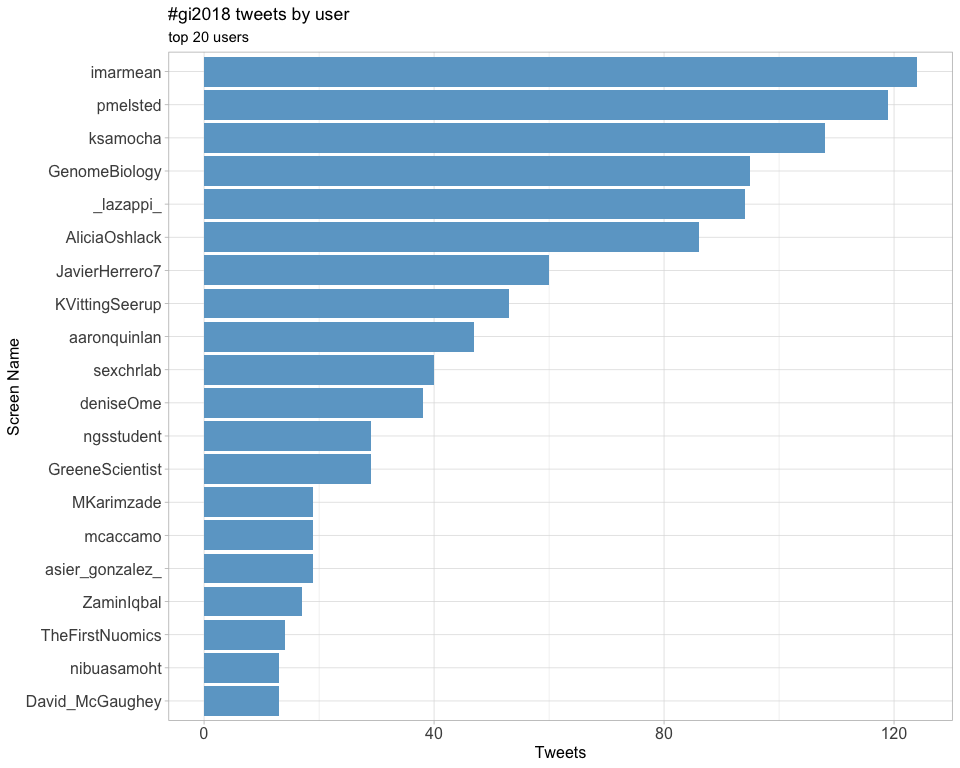 #gi2018 tweets by user
top 20 users
imarmean
pmelsted
ksamocha
GenomeBiology
_lazappi_
AliciaOshlack
JavierHerrero7
KVittingSeerup
aaronquinlan
sexchrlab
deniseOme
ngsstudent
GreeneScientist
MKarimzade
mcaccamo
asier_gonzalez_
ZaminIqbal
TheFirstNuomics
nibuasamoht
David_McGaughey
Screen Name
0 40 80 120
Tweets